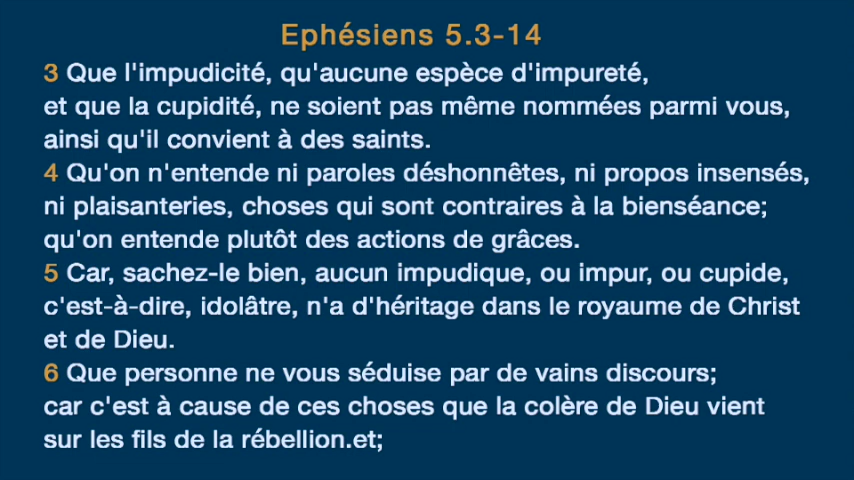 Ephésiens 5.3-14
3 Que l'impudicité, qu'aucune espèce d'impureté,
et que la cupidité, ne soient pas même nommées parmi vous,
ainsi qu'il convient à des saints.
4 Qu'on n'entende ni paroles déshonnêtes, ni propos insensés,
ni plaisanteries, choses qui sont contraires à la bienséance;
qu'on entende plutôt des actions de grâces.
5 Car, sachez-le bien, aucun impudique, ou impur, ou cupide,
c'est-à-dire, idolâtre, n'a d'héritage dans le royaume de Christ
et de Dieu.
6 Que personne ne vous séduise par de vains discours;
car c'est à cause de ces choses que la colère de Dieu vient
sur les fils de la rébellion.et;